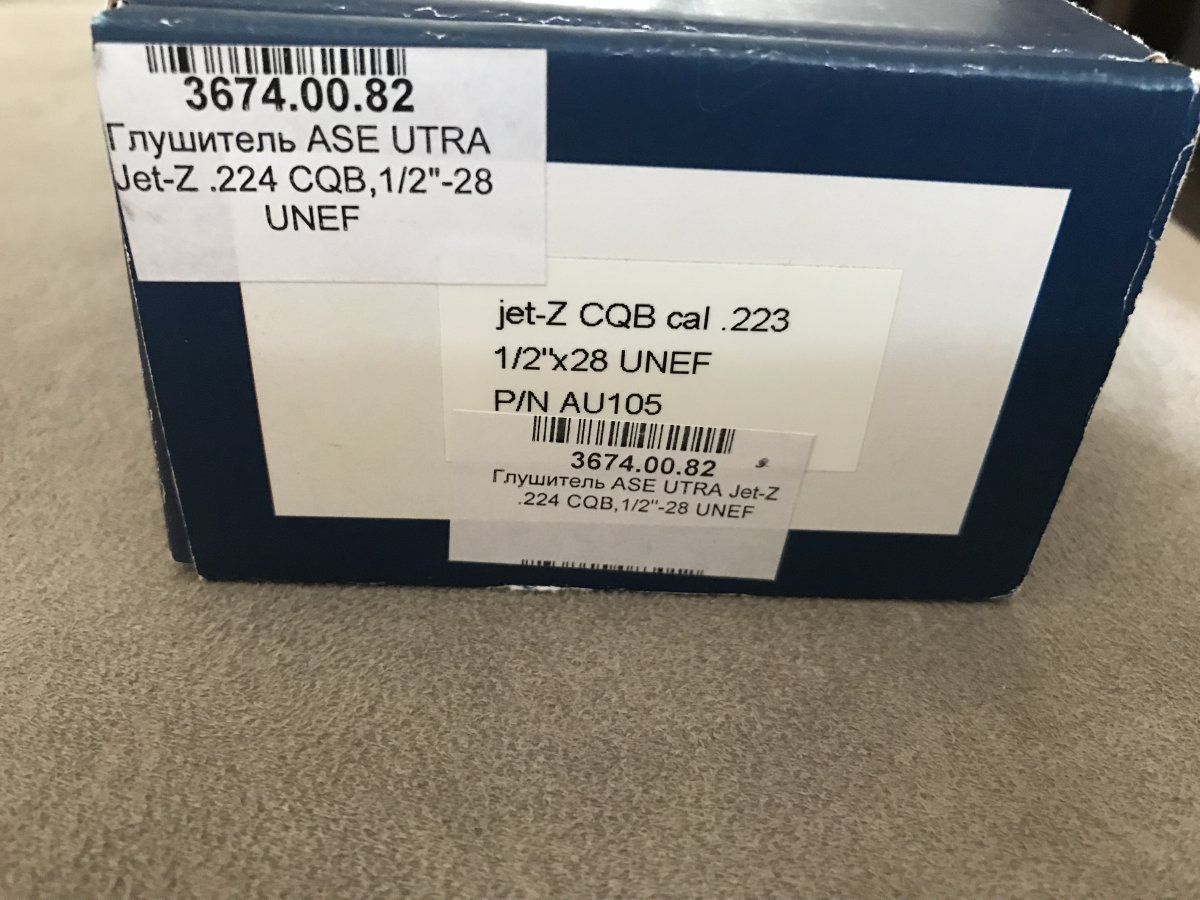 3674.00.82
Глушитель ASE UTRA
Jet-Z .224 CQB,1/2"-28
UNEF
jet-Z CQB cal .223
1/2"x28 UNEF
P/N AU105
3674.00.82
Глушитель ASE UTRA Jet-Z
.224 CQB,1/2"-28 UNEF